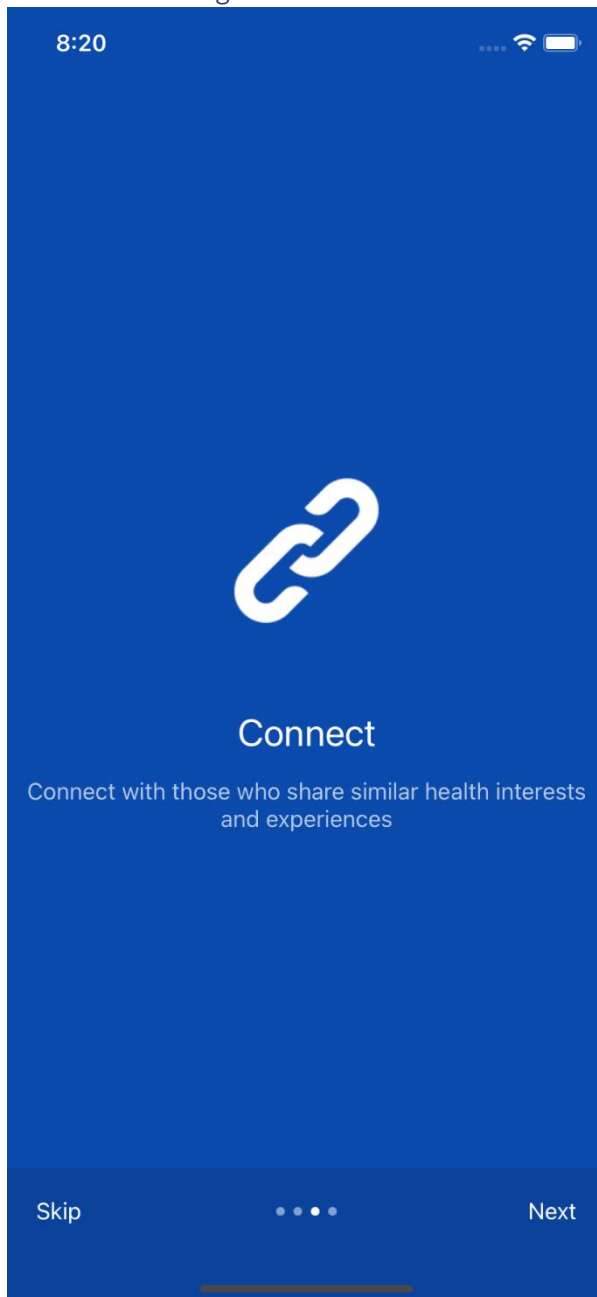 8:20
Connect
Connect with those who share similar health interests
and experiences
Skip
Next